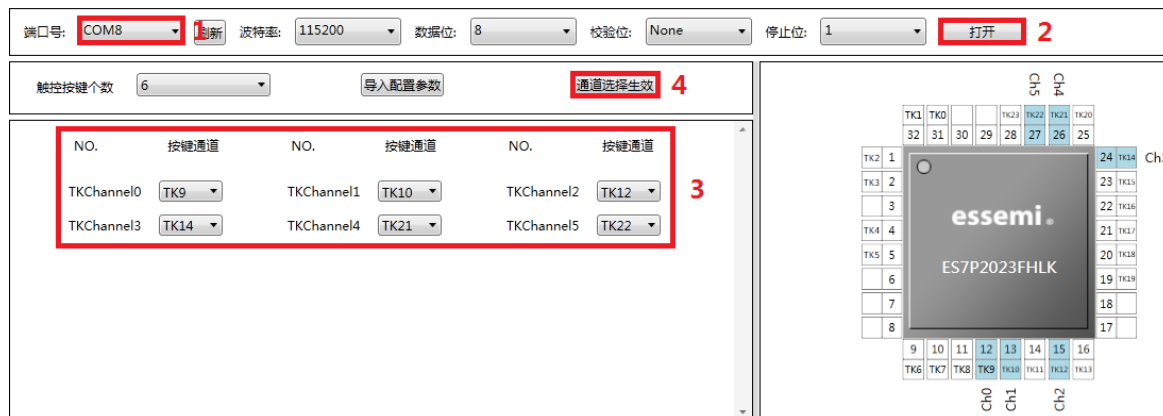 端口号: COM8 1 刷新 波特率: 115200 数据位: 8 校验位: None 停止位: 1 打开 2
触控按键个数 6 导入配置参数 通道选择生效 4
NO. 按键通道 NO. 按键通道 NO. 按键通道
TKChannel0 TK9 TKChannel1 TK10 TKChannel2 TK12 3
TKChannel3 TK14 TKChannel4 TK21 TKChannel5 TK22
Ch5 Ch4
TK1 TK0 TK23 TK22 TK21 TK20
32 31 30 29 28 27 26 25
TK2 1 24 TK14 Ch3
TK3 2 23 TK15
3 22 TK16
TK4 4 essemi 21 TK17
TK5 5 20 TK18
ES7P2023FHLK
6 19 TK19
7 18
8 17
9 10 11 12 13 14 15 16
TK6 TK7 TK8 TK9 TK10 TK11 TK12 TK13
Ch0 Ch1 Ch2